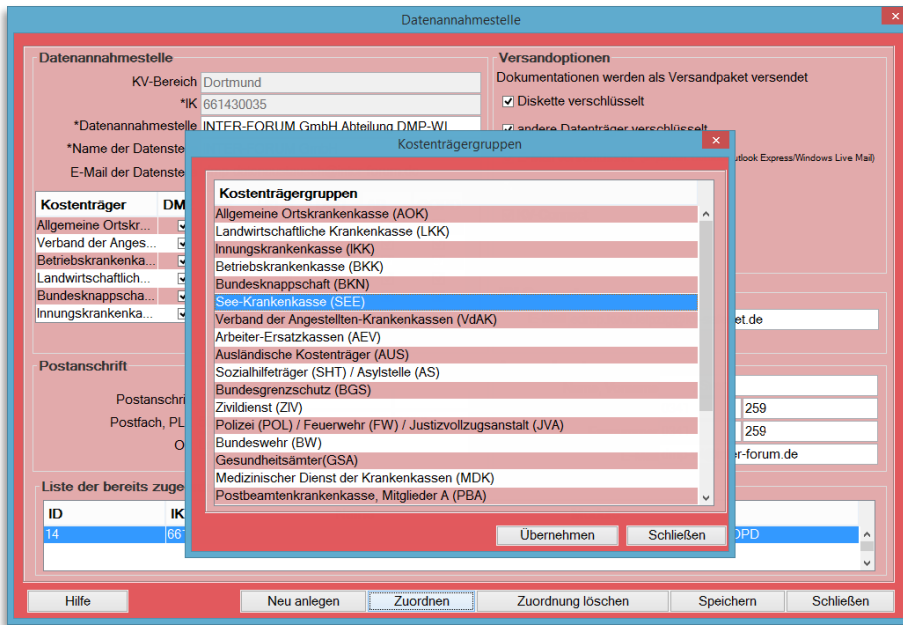 Datenannahmestelle
Datenannahmestelle
KV-Bereich Dortmund
*IK 661430035
*Datenannahmestelle INTER-FORUM GmbH Abteilung DMP-WL
*Name der Datenste
E-Mail der Datenste
Versandoptionen
Dokumentationen werden als Versandpaket versendet
Diskette verschlüsselt
andere Datenträger verschlüsselt
utlook Express/Windows Live Mail)
Kostenträger DM
Allgemeine Ortskr...
Verband der Anges...
Betriebskrankenka...
Landwirtschaftlich...
Bundesknappscha...
Innungskrankenka...
et.de
Postanschrift
Postanschri
Postfach, PL
O
259
259
r-forum.de
Liste der bereits zuge
ID IK
14 661
DPD
Kostenträgergruppen
Kostenträgergruppen
Allgemeine Ortskrankenkasse (AOK)
Landwirtschaftliche Krankenkasse (LKK)
Innungskrankenkasse (IKK)
Betriebskrankenkasse (BKK)
Bundesknappschaft (BKN)
See-Krankenkasse (SEE)
Verband der Angestellten-Krankenkassen (VdAK)
Arbeiter-Ersatzkassen (AEV)
Ausländische Kostenträger (AUS)
Sozialhilfeträger (SHT) / Asylstelle (AS)
Bundesgrenzschutz (BGS)
Zivildienst (ZIV)
Polizei (POL) / Feuerwehr (FW) / Justizvollzugsanstalt (JVA)
Bundeswehr (BW)
Gesundheitsämter(GSA)
Medizinischer Dienst der Krankenkassen (MDK)
Postbeamtenkrankenkasse, Mitglieder A (PBA)
Übernehmen Schließen
Hilfe Neu anlegen Zuordnen Zuordnung löschen Speichern Schließen